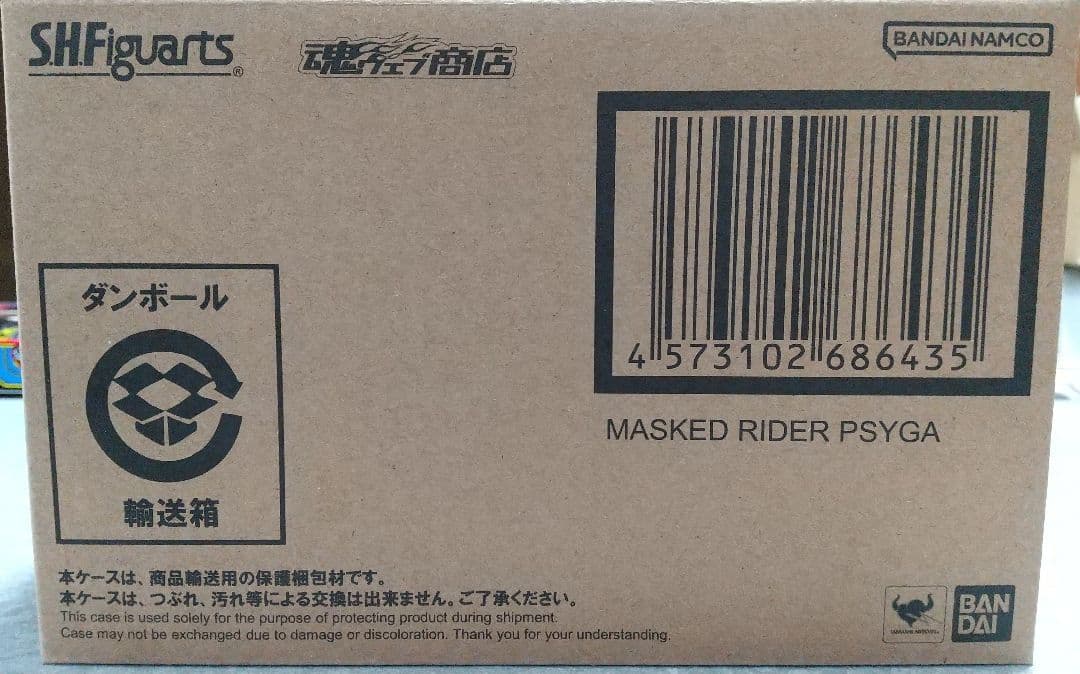 S.H.Figuarts®
魂ウェブ商店
BANDAI NAMCO
4 573102 686435
MASKED RIDER PSYGA
ダンボール
輸送箱
本ケースは、商品輸送用の保護梱包材です。
本ケースは、つぶれ、汚れ等による交換は出来ません。ご了承ください。
This case is used solely for the purpose of protecting product during shipment.
Case may not be exchanged due to damage or discoloration. Thank you for your understanding.
BAN
DAI